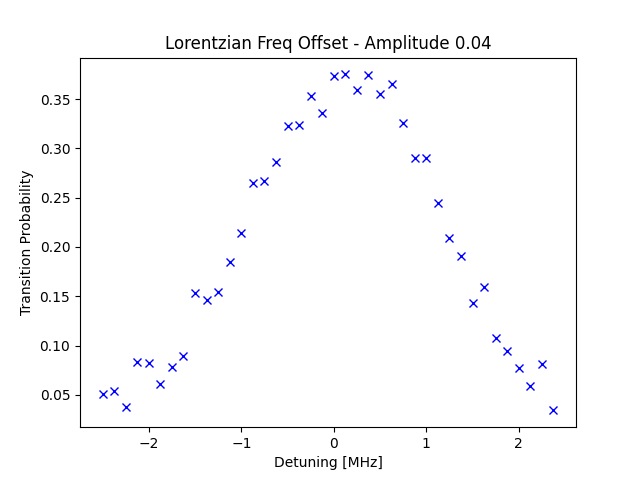 Lorentzian Freq Offset - Amplitude 0.04
Transition Probability
0.35
0.30
0.25
0.20
0.15
0.10
0.05
−2 −1 0 1 2
Detuning [MHz]